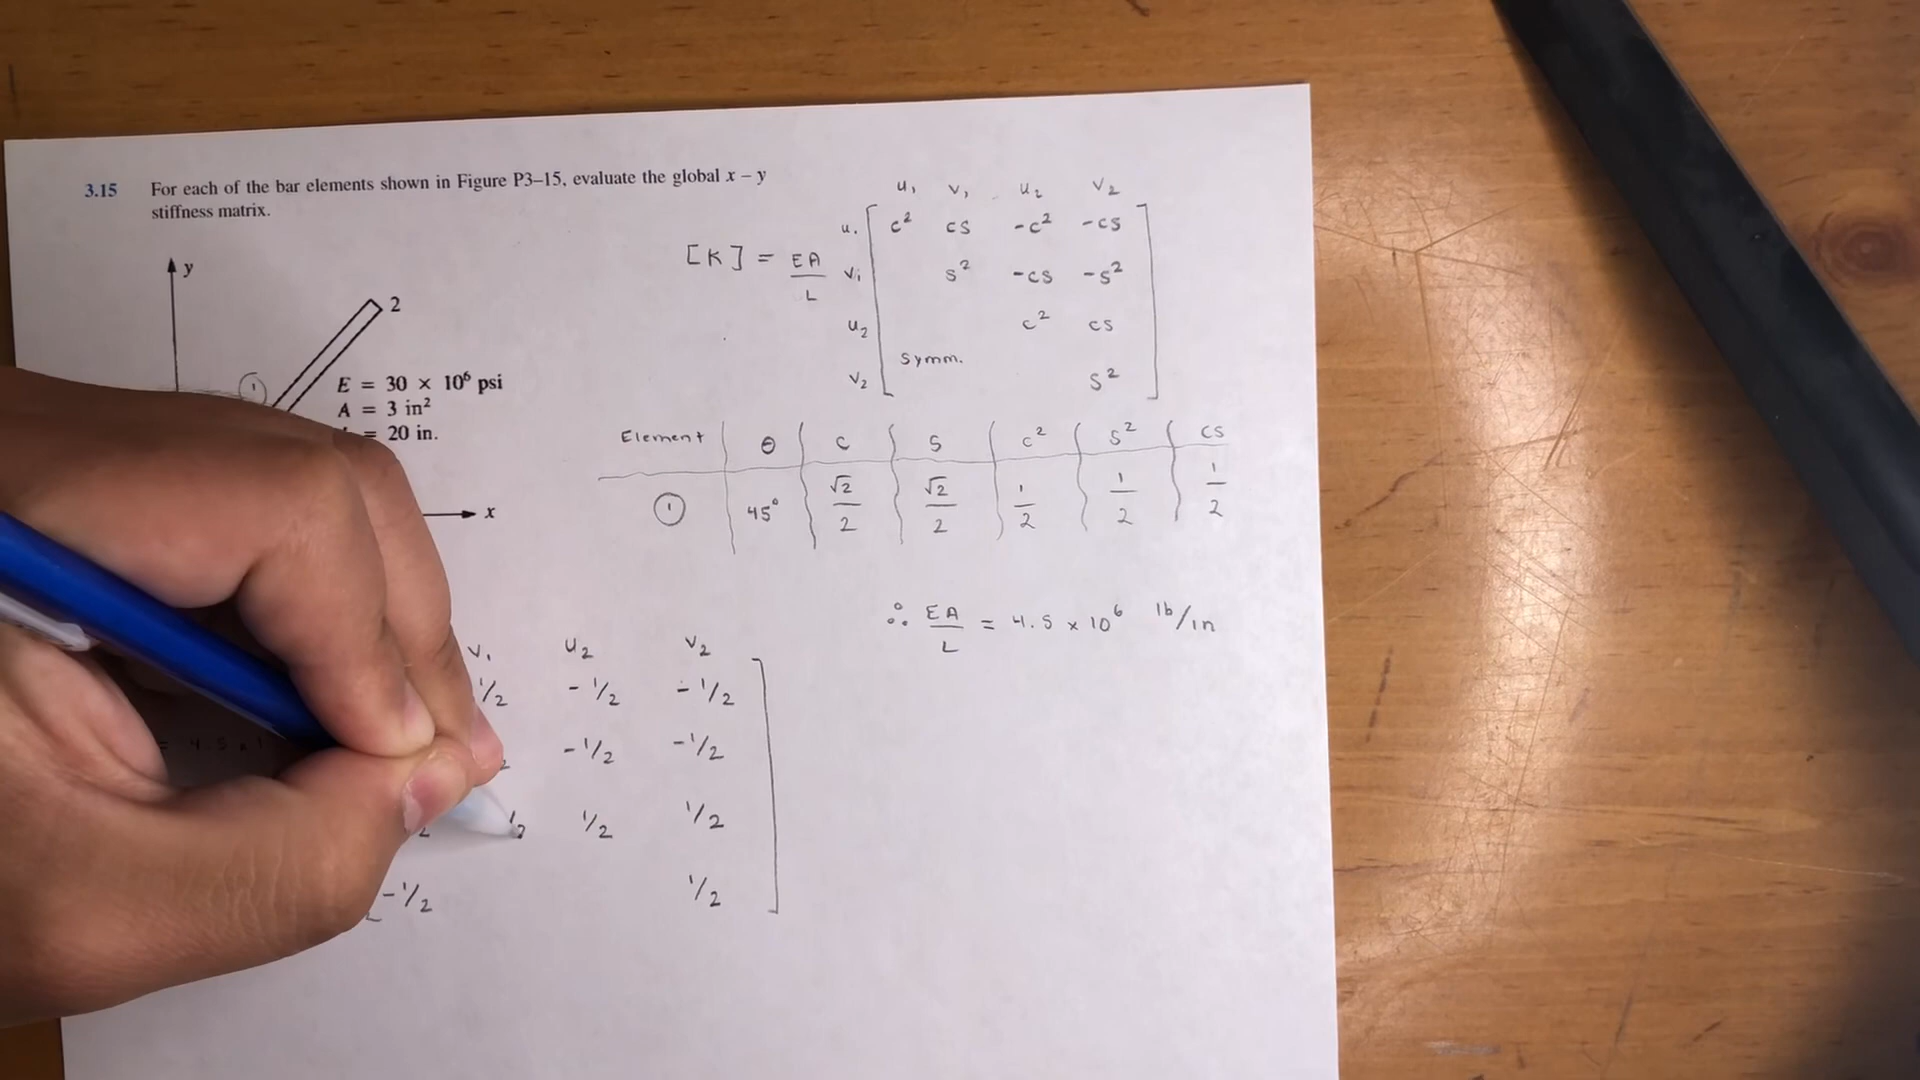 3.15 For each of the bar elements shown in Figure P3–15, evaluate the global x – y
stiffness matrix.
y
2
1
E = 30 × 10⁶ psi
A = 3 in²
= 20 in.
x
u₁ v₁ u₂ v₂
[K] = EA/L
u₁ c² cs -c² -cs
v₁ s² -cs -s²
u₂ c² cs
Symm.
v₂ s²
Element θ C S c² s² cs
① 45° √2/2 √2/2 1/2 1/2 1/2
∴ EA/L = 4.5 × 10⁶ lb/in
v₁ u₂ v₂
1/2 -1/2 -1/2
= 4.5 × 1
-1/2 -1/2
1/2 1/2
-1/2 1/2